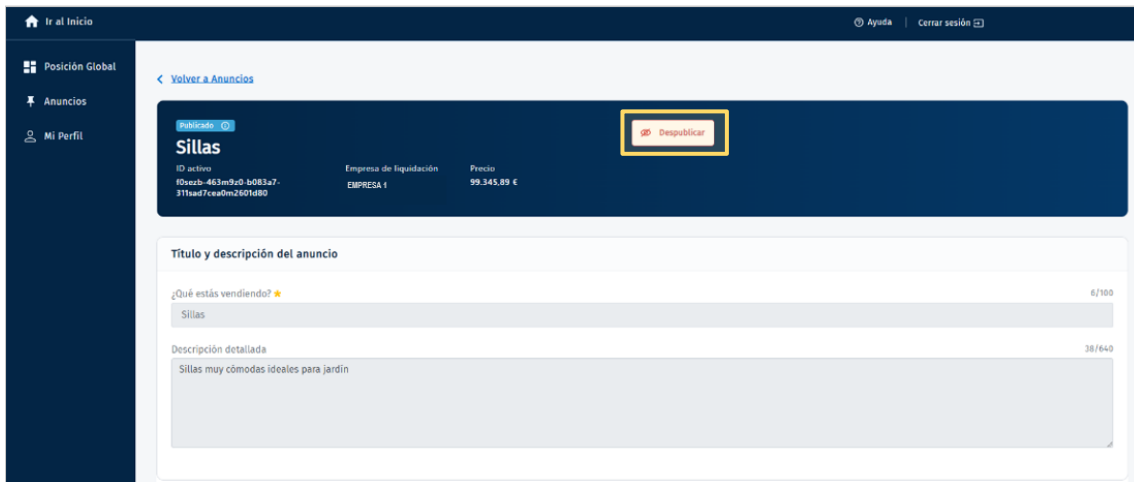 Ir al Inicio
Ayuda
Cerrar sesión
Posición Global
Anuncios
Mi Perfil
Volver a Anuncios
Publicado
Despublicar
Sillas
ID activo
Empresa de liquidación
Precio
f0sezb-463m9z0-b083a7-
311sad7cea0m2601d80
EMPRESA 1
99.345,89 €
Título y descripción del anuncio
¿Qué estás vendiendo?
6/100
Sillas
Descripción detallada
38/640
Sillas muy cómodas ideales para jardín